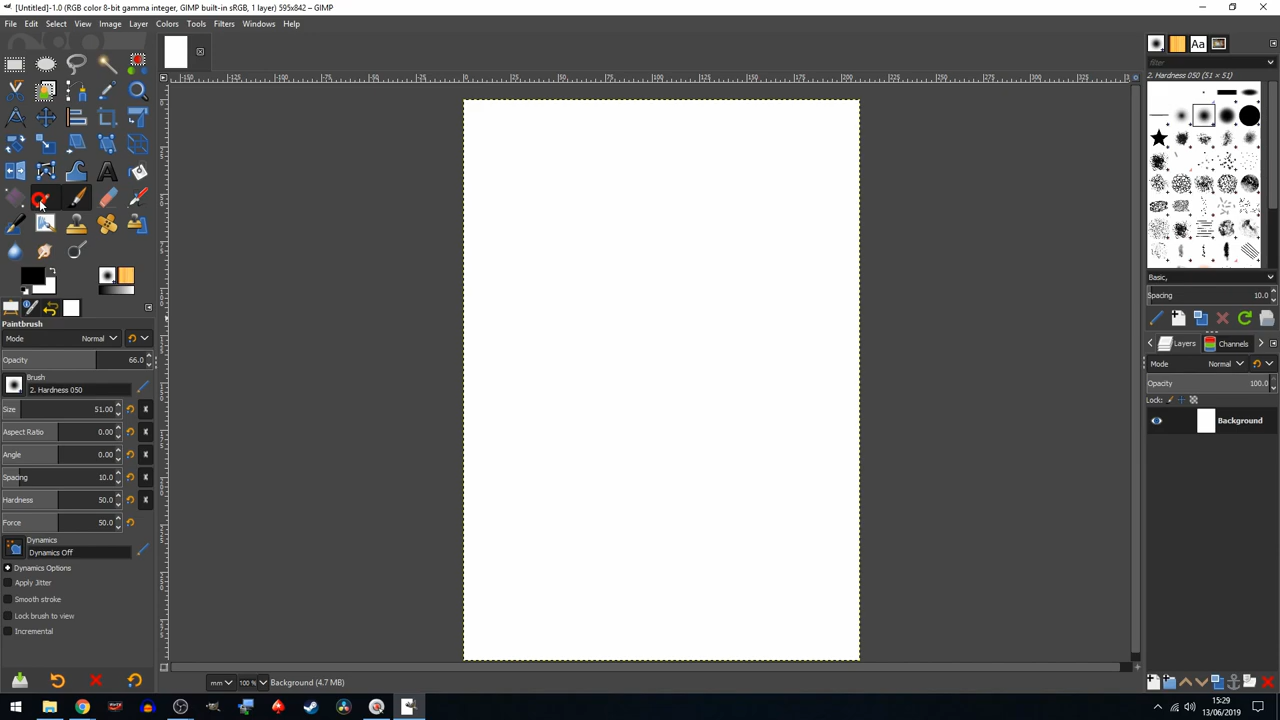 [Untitled]-1.0 (RGB color 8-bit gamma integer, GIMP built-in sRGB, 1 layer) 595x842 – GIMP
File Edit Select View Image Layer Colors Tools Filters Windows Help
filter
2. Hardness 050 (51 × 51)
Basic,
Spacing 10.0
Paintbrush
Mode Normal
Opacity 66.0
Brush
2. Hardness 050
Size 51.00
Aspect Ratio 0.00
Angle 0.00
Spacing 10.0
Hardness 50.0
Force 50.0
Dynamics
Dynamics Off
Dynamics Options
Apply Jitter
Smooth stroke
Lock brush to view
Incremental
Layers Channels
Mode Normal
Opacity 100.0
Lock:
Background
mm 100 % Background (4.7 MB)
15:29
13/06/2019